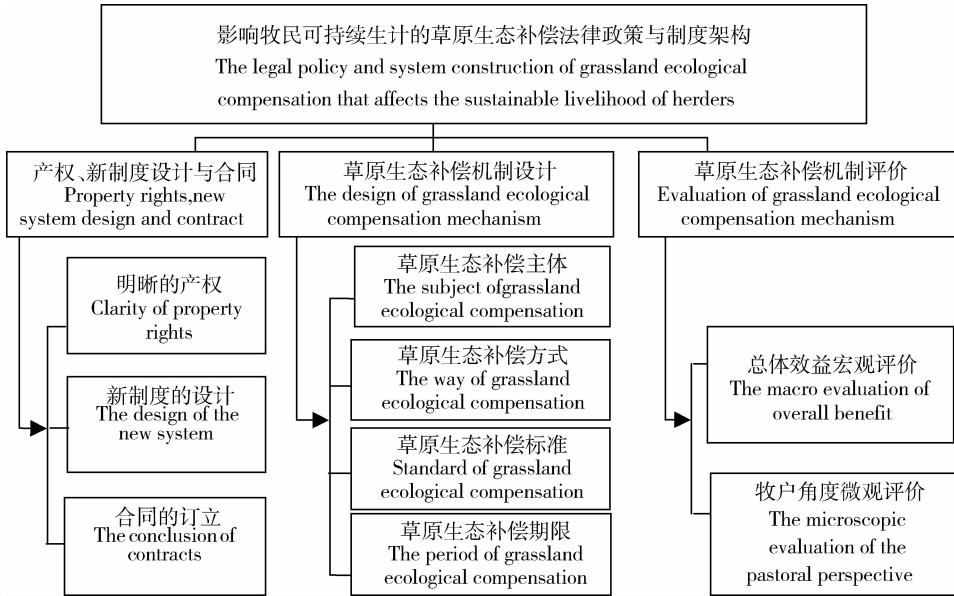 影响牧民可持续生计的草原生态补偿法律政策与制度架构
The legal policy and system construction of grassland ecological
compensation that affects the sustainable livelihood of herders
产权、新制度设计与合同
Property rights,new
system design and contract
草原生态补偿机制设计
The design of grassland ecological
compensation mechanism
草原生态补偿机制评价
Evaluation of grassland ecological
compensation mechanism
明晰的产权
Clarity of property
rights
新制度的设计
The design of the
new system
合同的订立
The conclusion of
contracts
草原生态补偿主体
The subject ofgrassland
ecological compensation
草原生态补偿方式
The way of grassland
ecological compensation
草原生态补偿标准
Standard of grassland
ecological compensation
草原生态补偿期限
The period of grassland
ecological compensation
总体效益宏观评价
The macro evaluation of
overall benefit
牧户角度微观评价
The microscopic
evaluation of the
pastoral perspective